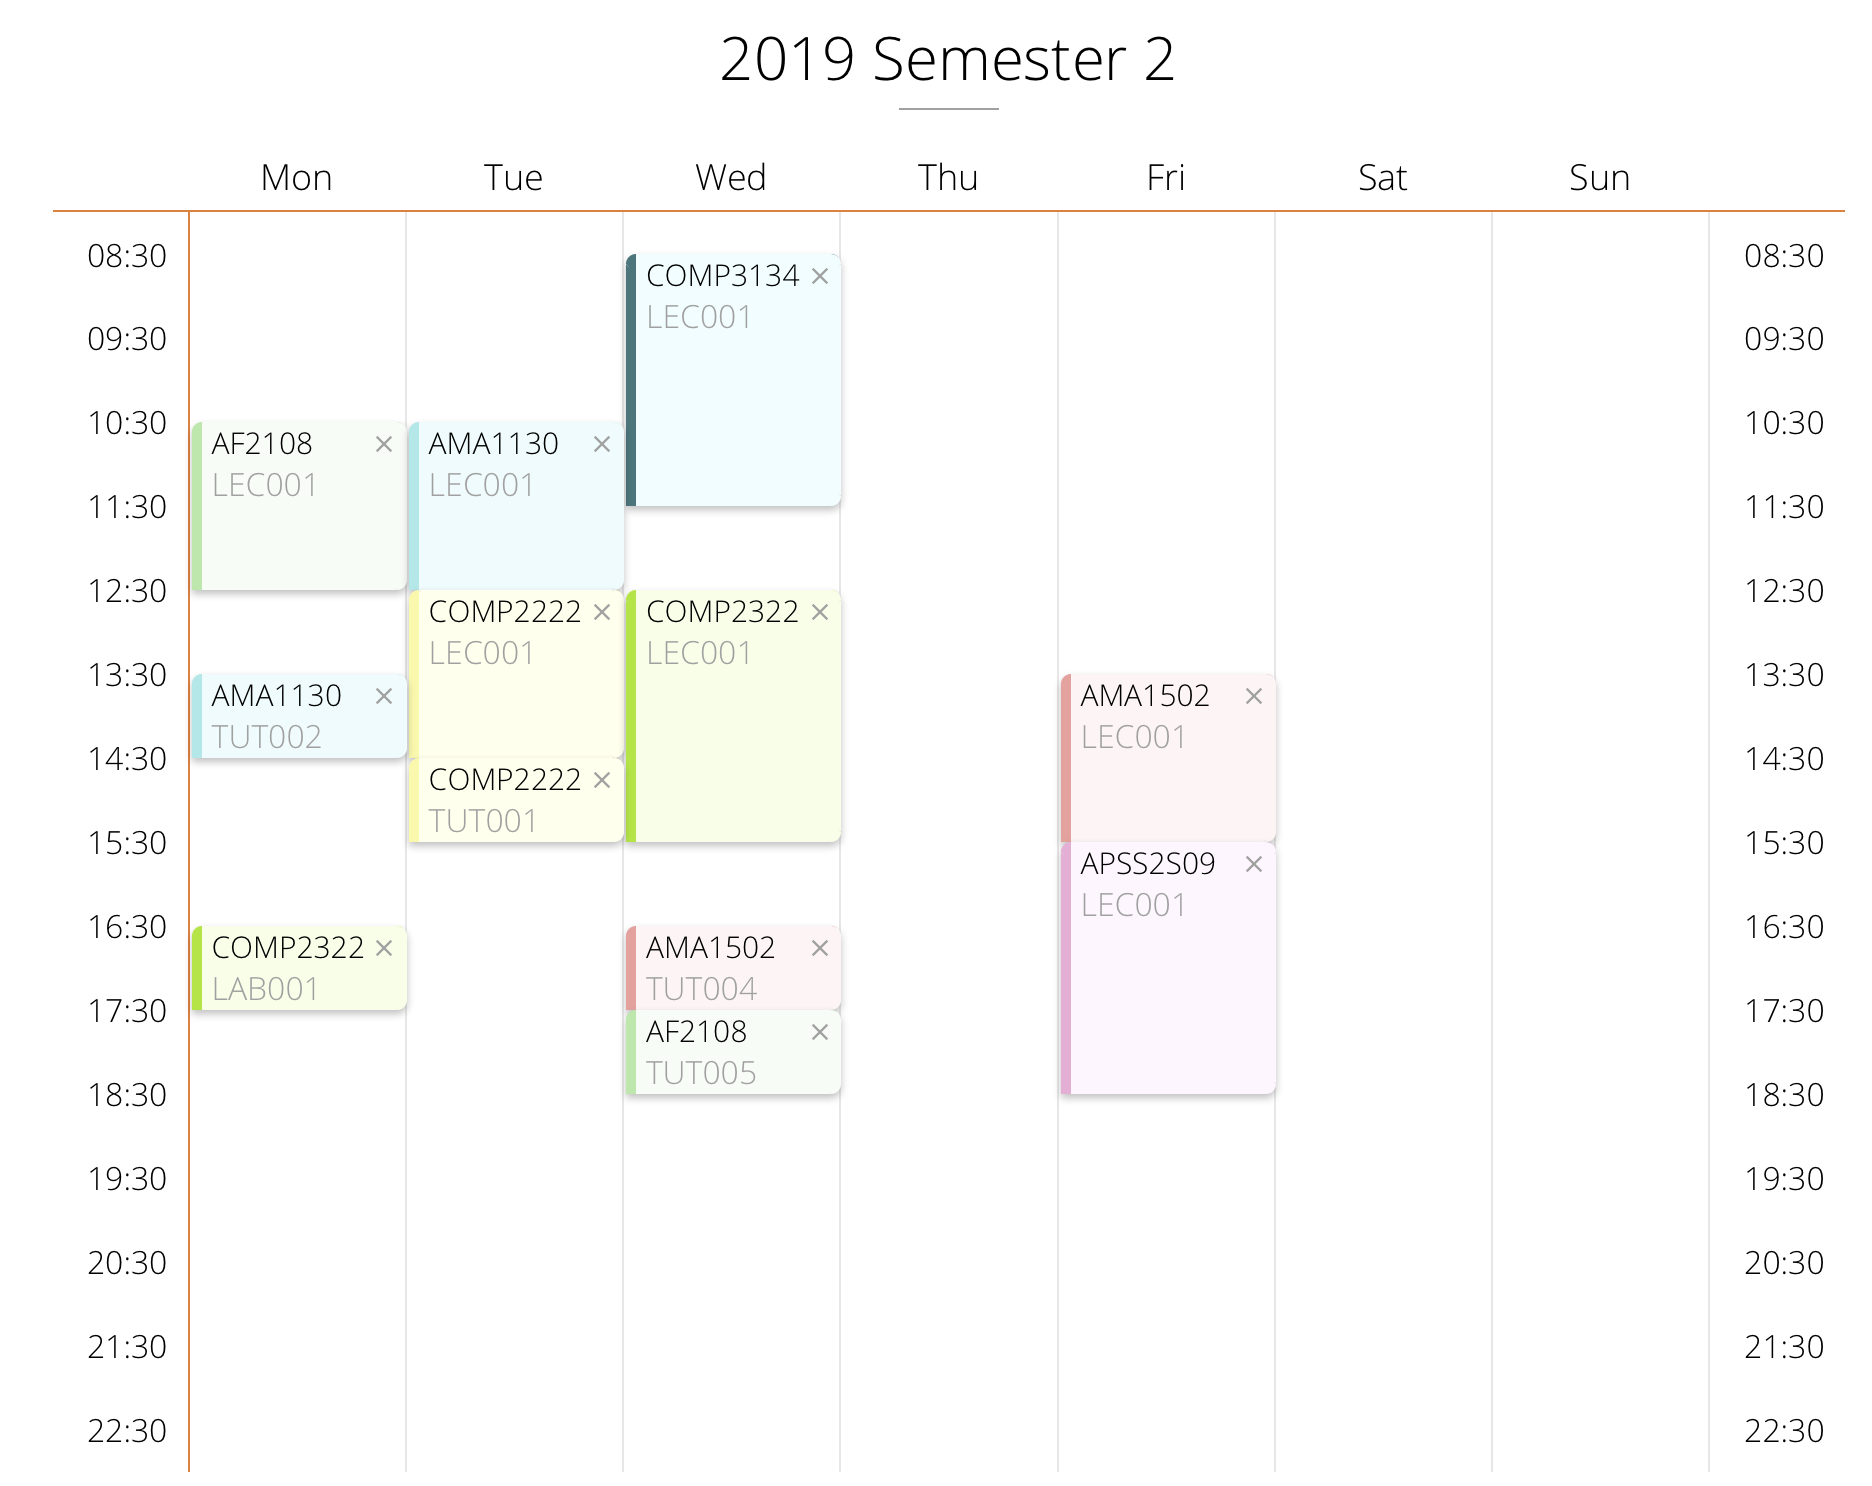 2019 Semester 2
Mon Tue Wed Thu Fri Sat Sun
08:30 08:30
COMP3134 ×
LEC001
09:30 09:30
10:30 10:30
AF2108 × AMA1130 ×
LEC001 LEC001
11:30 11:30
12:30 12:30
COMP2222 × COMP2322 ×
LEC001 LEC001
13:30 13:30
AMA1130 × AMA1502 ×
TUT002 LEC001
14:30 14:30
COMP2222 ×
TUT001
15:30 15:30
APSS2S09 ×
LEC001
16:30 16:30
COMP2322 × AMA1502 ×
LAB001 TUT004
17:30 17:30
AF2108 ×
TUT005
18:30 18:30
19:30 19:30
20:30 20:30
21:30 21:30
22:30 22:30